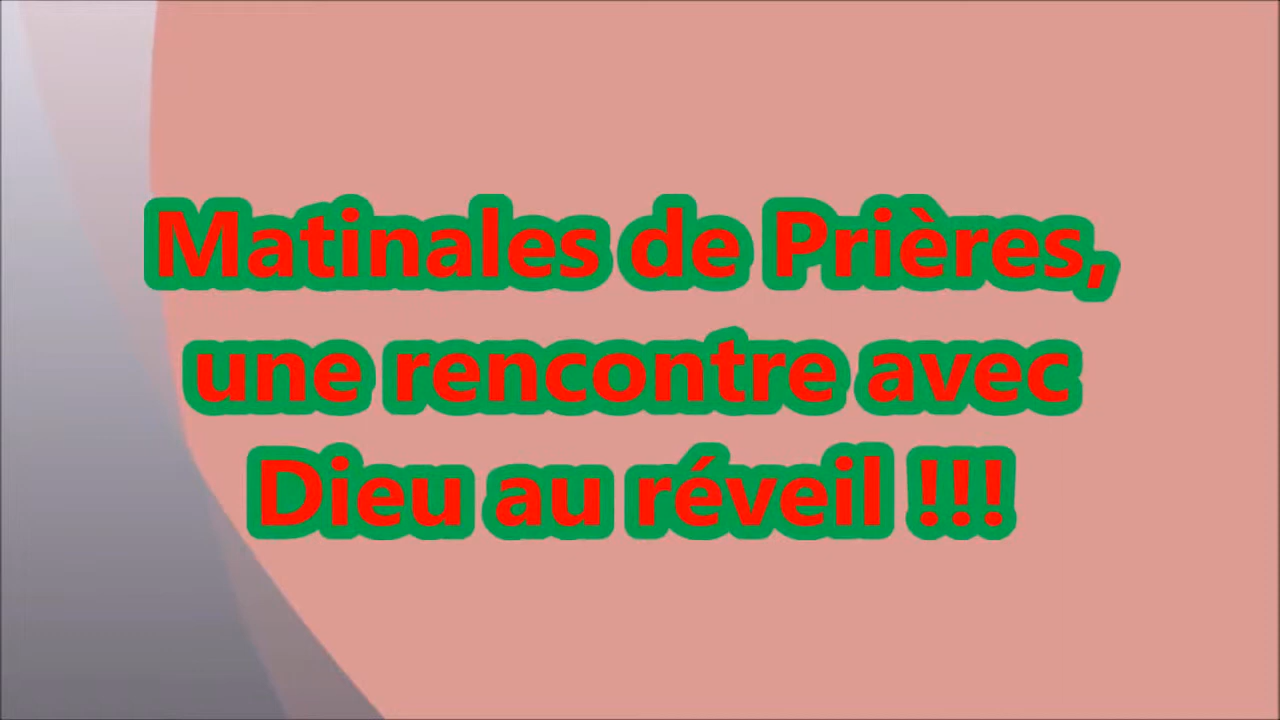 Matinales de Prières,
une rencontre avec
Dieu au réveil !!!